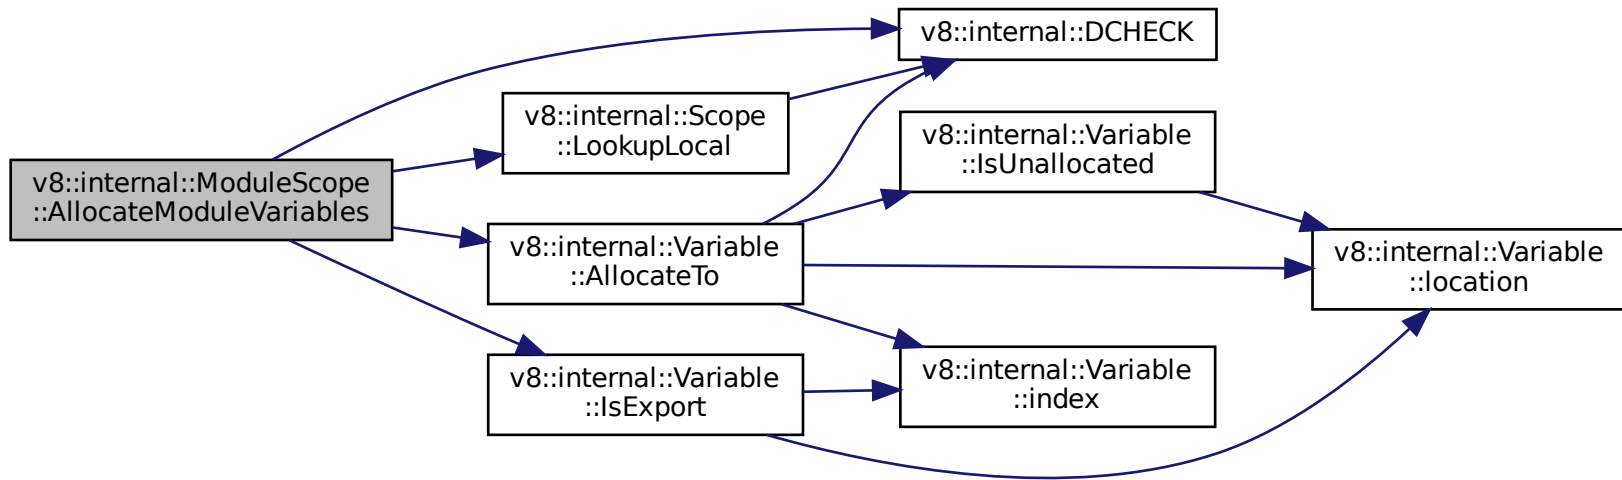 v8::internal::ModuleScope
::AllocateModuleVariables
v8::internal::DCHECK
v8::internal::Scope
::LookupLocal
v8::internal::Variable
::AllocateTo
v8::internal::Variable
::IsExport
v8::internal::Variable
::IsUnallocated
v8::internal::Variable
::index
v8::internal::Variable
::location